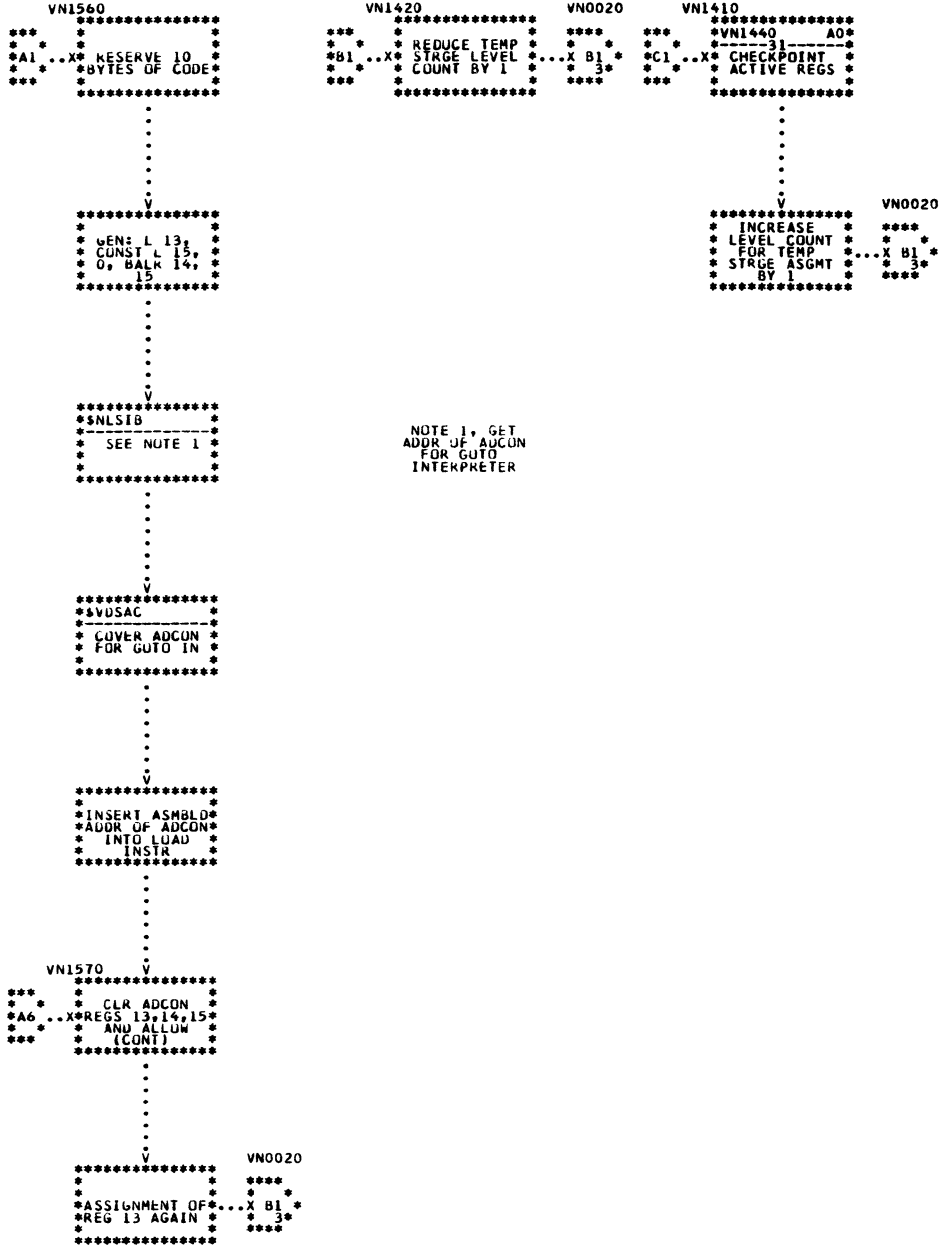 VN1560
A1 ..X RESERVE 10
BYTES OF CODE
GEN: L 13,
CONST L 15,
0, BALR 14,
15
$NLSIB
SEE NOTE 1
$VDSAC
COVER ADCON
FOR GOTO IN
INSERT ASMBLD
ADDR OF ADCON
INTO LOAD
INSTR
VN1570
A6 ..X CLR ADCON
REGS 13,14,15
AND ALLOW
(CONT)
ASSIGNMENT OF
REG 13 AGAIN ...X B1
3
VN0020
VN1420
B1 ..X REDUCE TEMP
STRGE LEVEL
COUNT BY 1 ...X B1
3
VN0020
NOTE 1, GET
ADDR OF ADCON
FOR GOTO
INTERPRETER
VN1410
VN1440 A0
31
C1 ..X CHECKPOINT
ACTIVE REGS
INCREASE
LEVEL COUNT
FOR TEMP
STRGE ASGMT
BY 1 ...X B1
3
VN0020